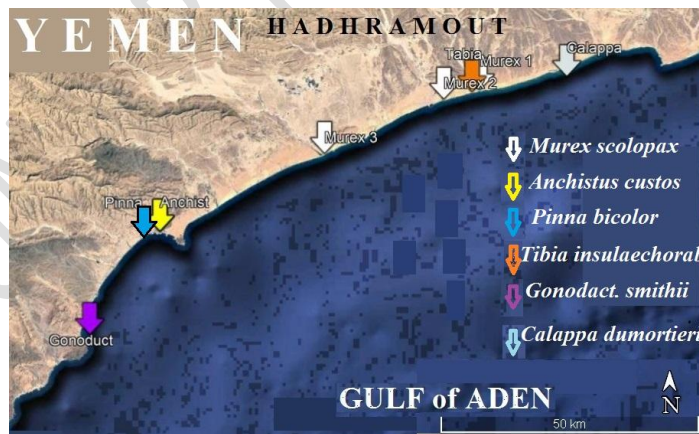 YEMEN
HADHRAMOUT
Tabia
Calappa
Murex 1
Murex 2
Murex 3
Pinna
Anchist
Gonoduct
Murex scolopax
Anchistus custos
Pinna bicolor
Tibia insulaechorab
Gonodact. smithii
Calappa dumortieri
GULF of ADEN
N
50 km